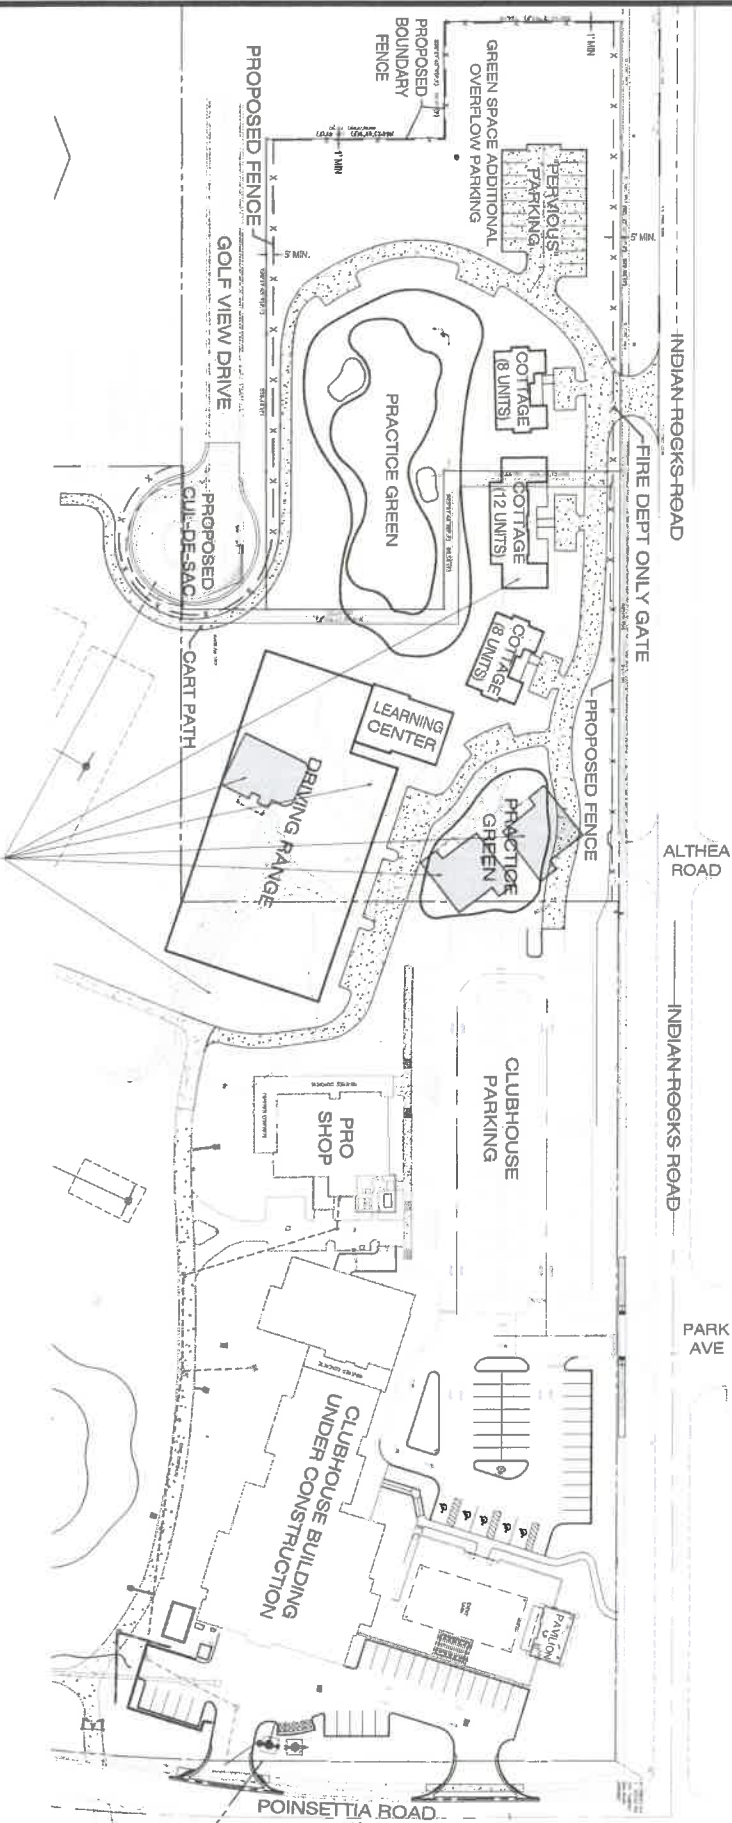 PROPOSED
BOUNDARY
FENCE
1' MIN
GREEN SPACE ADDITIONAL
OVERFLOW PARKING
PERVIOUS
PARKING
1' MIN
5' MIN.
PROPOSED FENCE
5' MIN.
GOLF VIEW DRIVE
INDIAN ROCKS ROAD
FIRE DEPT ONLY GATE
COTTAGE
(8 UNITS)
PRACTICE GREEN
COTTAGE
(12 UNITS)
PROPOSED
CUL-DE-SAC
CART PATH
COTTAGE
(8 UNITS)
PROPOSED FENCE
LEARNING
CENTER
DRIVING RANGE
PRACTICE
GREEN
ALTHEA
ROAD
INDIAN ROCKS ROAD
CLUBHOUSE
PARKING
PRO
SHOP
PARK
AVE
CLUBHOUSE BUILDING
UNDER CONSTRUCTION
PAVILION
POINSETTIA ROAD